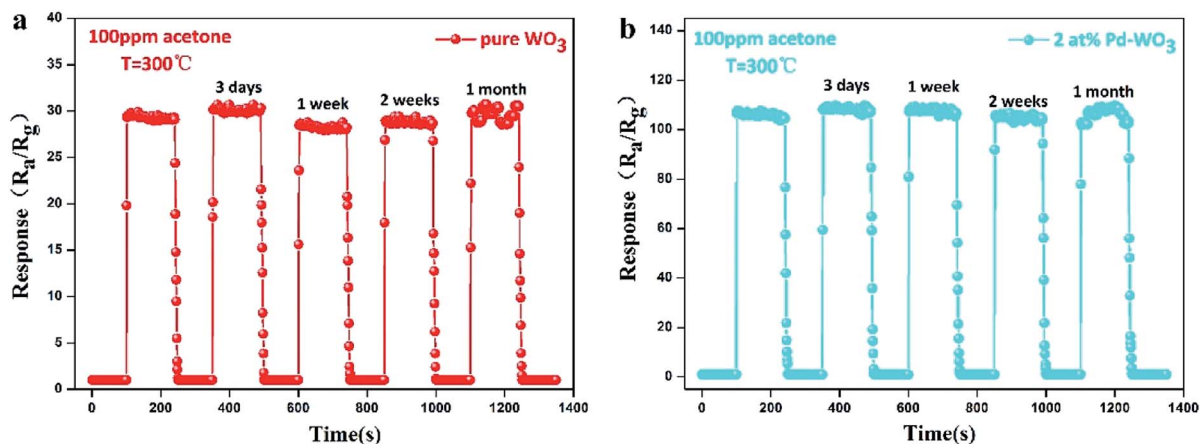 a
100ppm acetone
T=300℃
pure WO3
3 days
1 week
2 weeks
1 month
Response (Ra/Rg)
40
35
30
25
20
15
10
5
0
0 200 400 600 800 1000 1200 1400
Time(s)
b
100ppm acetone
T=300℃
2 at% Pd-WO3
3 days
1 week
2 weeks
1 month
Response (Ra/Rg)
140
120
100
80
60
40
20
0
0 200 400 600 800 1000 1200 1400
Time(s)